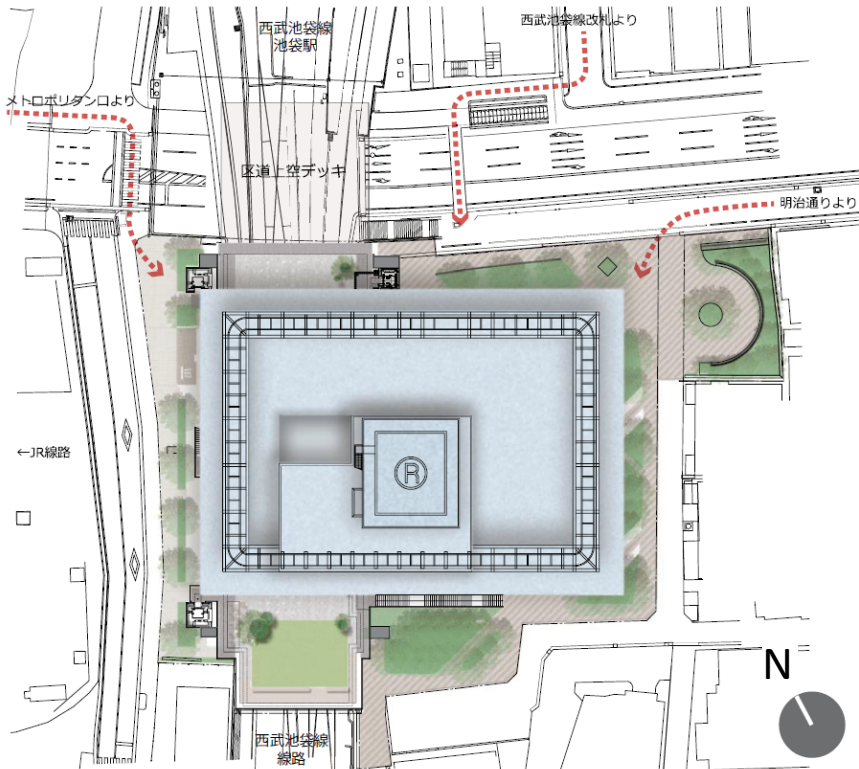 西武池袋線
池袋駅
西武池袋線改札より
メトロポリタン口より
区道上空デッキ
明治通りより
←JR線路
R
N
西武池袋線
線路